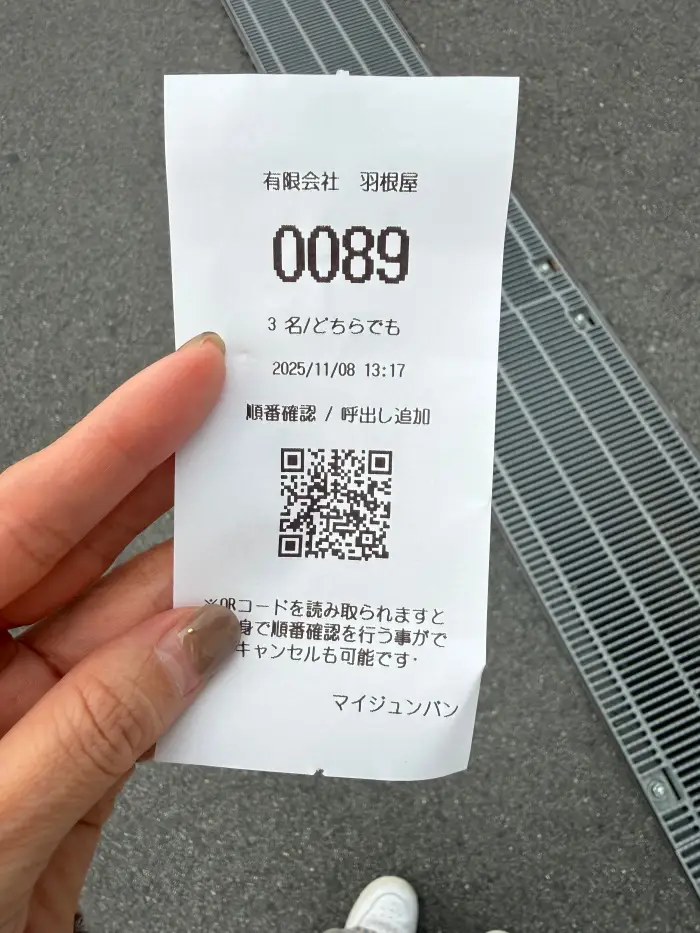 有限会社 羽根屋
0089
3 名/どちらでも
2025/11/08 13:17
順番確認 / 呼出し追加
※QRコードを読み取られますと
身で順番確認を行う事がで
キャンセルも可能です。
マイジュンバン